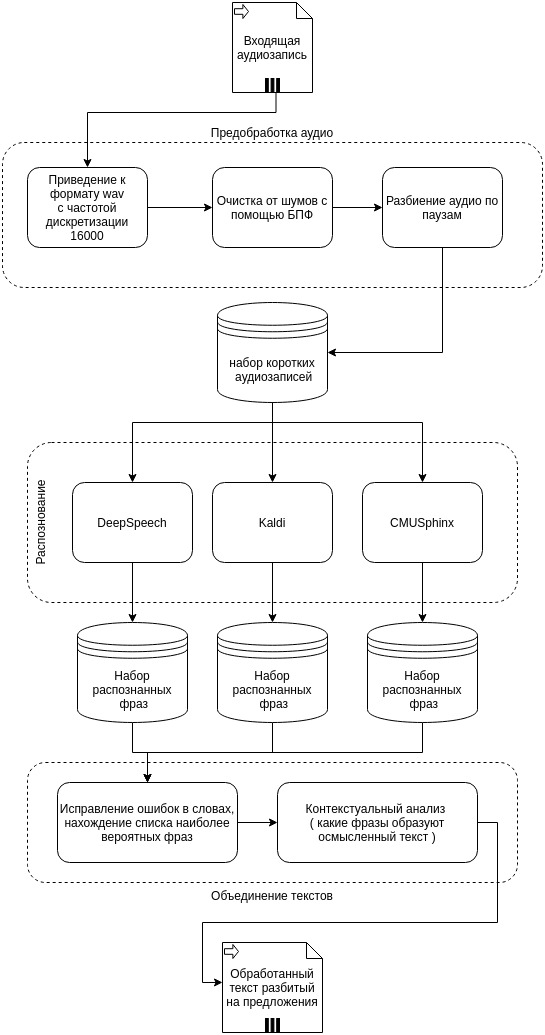 Входящая
аудиозапись
Предобработка аудио
Приведение к
формату wav
с частотой
дискретизации
16000
Очистка от шумов с
помощью БПФ
Разбиение аудио по
паузам
набор коротких
аудиозаписей
Распознование
DeepSpeech
Kaldi
CMUSphinx
Набор
распознанных
фраз
Набор
распознанных
фраз
Набор
распознанных
фраз
Исправление ошибок в словах,
нахождение списка наиболее
вероятных фраз
Контекстуальный анализ
( какие фразы образуют
осмысленный текст )
Объединение текстов
Обработанный
текст разбитый
на предложения